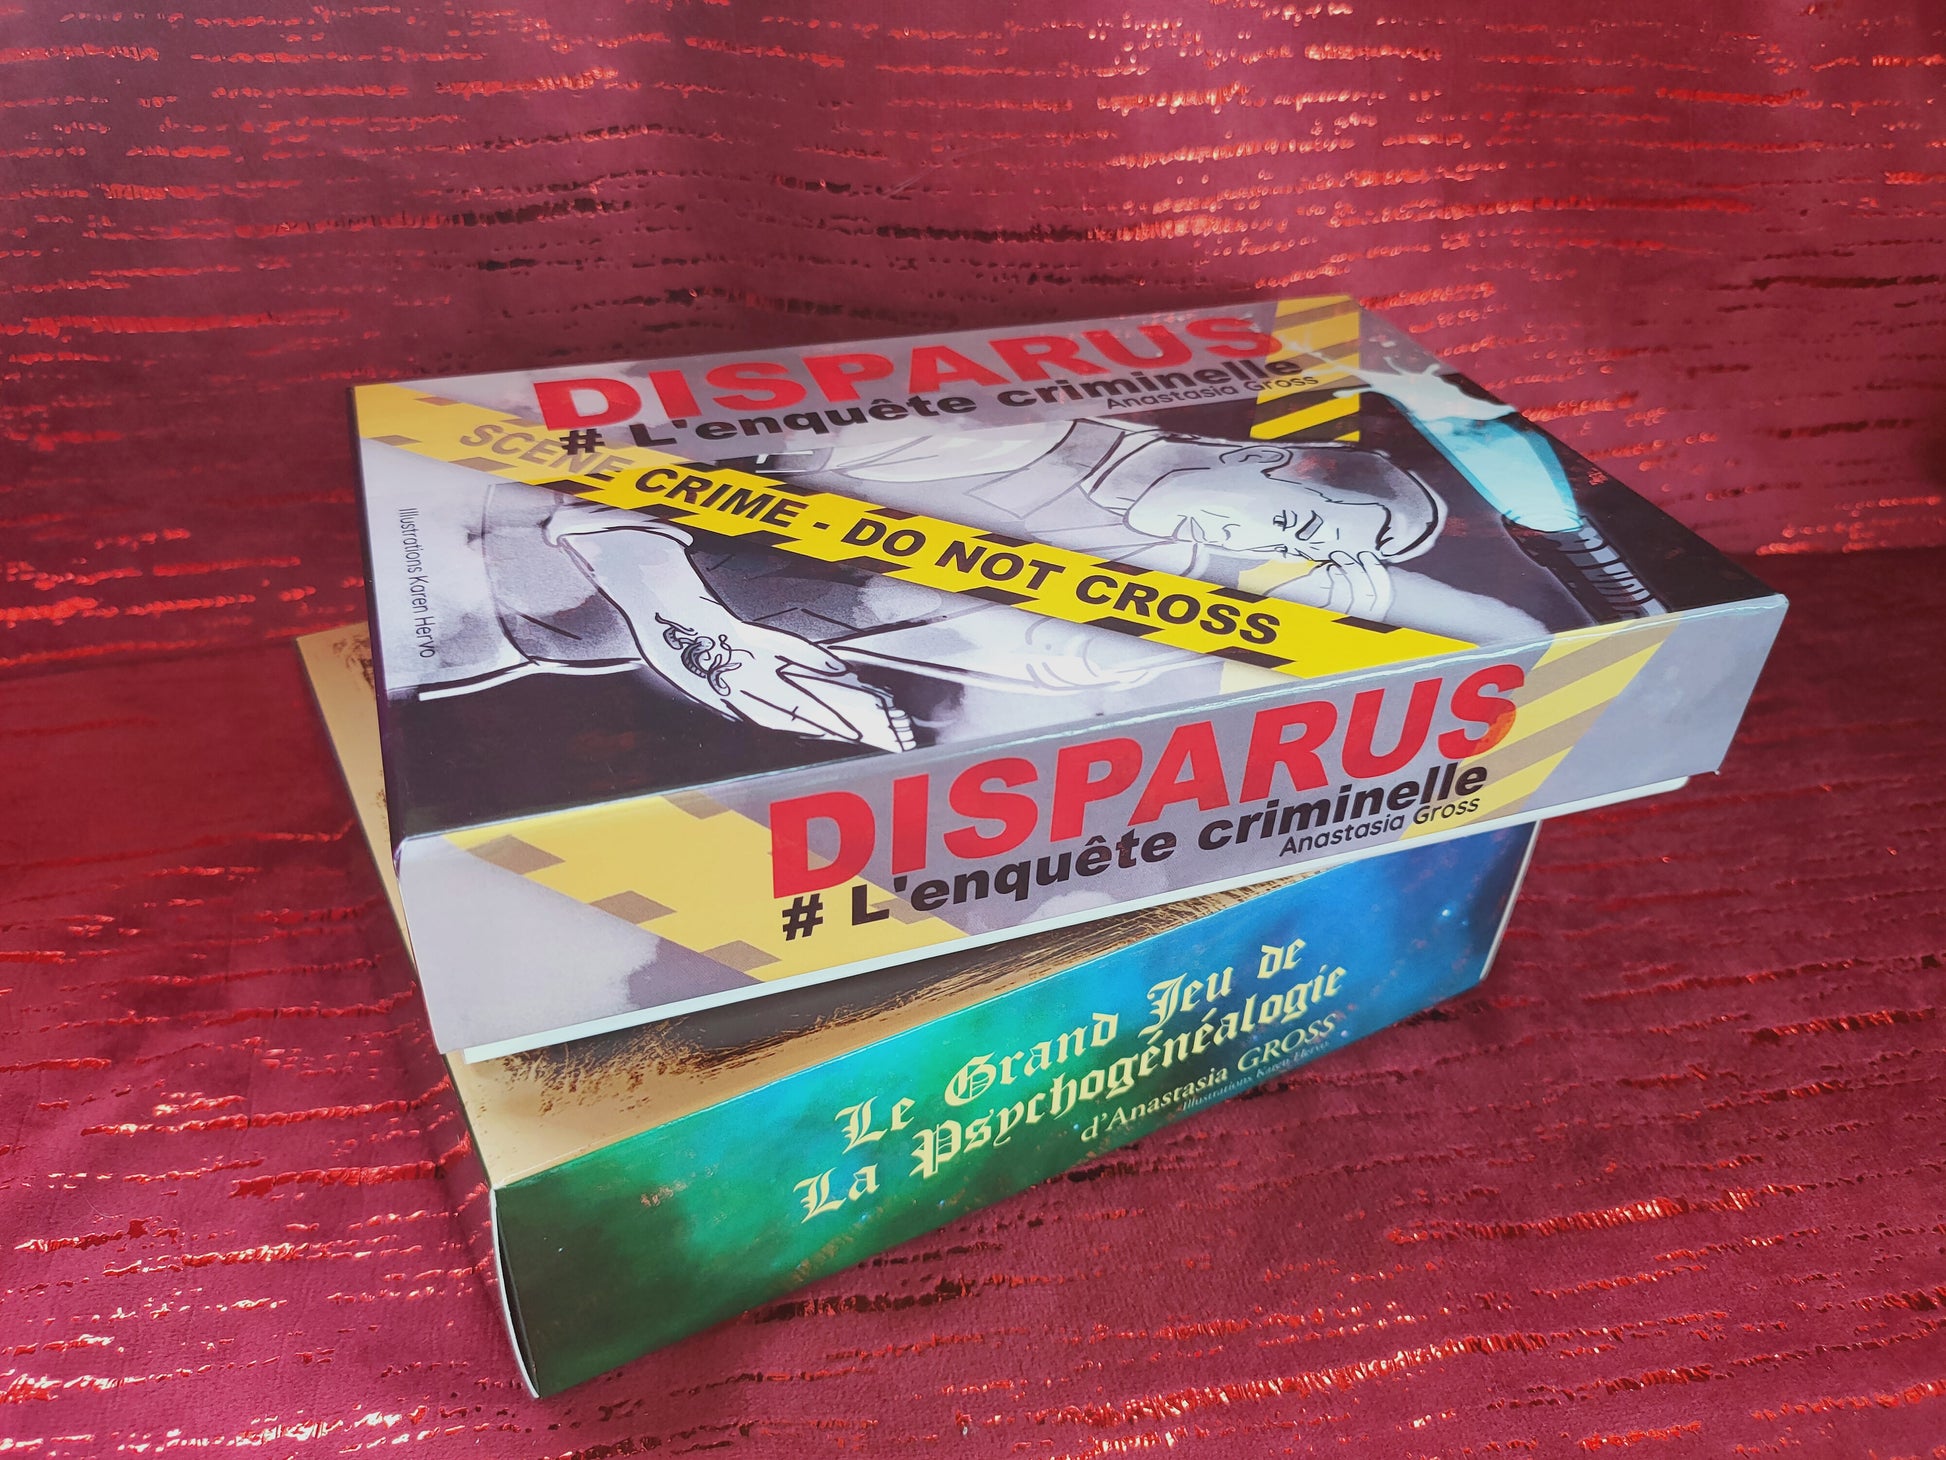 DISPARUS
# L'enquête criminelle
Anastasia Gross
SCENE CRIME - DO NOT CROSS
Illustrations Karen Hervo
DISPARUS
# L'enquête criminelle
Anastasia Gross
Le Grand Jeu de
La Psychogénéalogie
d'Anastasia GROSS
Illustrations Karen Hervo